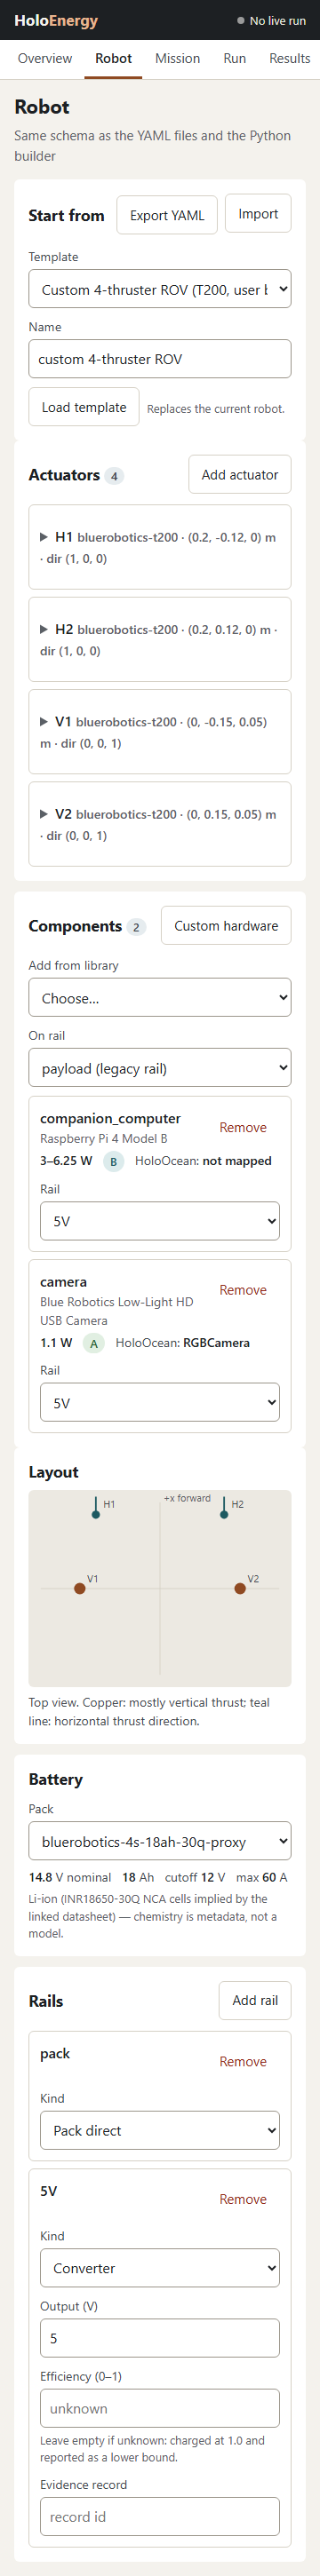 HoloEnergy
No live run
Overview Robot Mission Run Results
Robot
Same schema as the YAML files and the Python
builder
Start from
Export YAML
Import
Template
Custom 4-thruster ROV (T200, user b
Name
custom 4-thruster ROV
Load template
Replaces the current robot.
Actuators 4
Add actuator
H1 bluerobotics-t200 · (0.2, -0.12, 0) m
· dir (1, 0, 0)
H2 bluerobotics-t200 · (0.2, 0.12, 0) m ·
dir (1, 0, 0)
V1 bluerobotics-t200 · (0, -0.15, 0.05)
m · dir (0, 0, 1)
V2 bluerobotics-t200 · (0, 0.15, 0.05) m
· dir (0, 0, 1)
Components 2
Custom hardware
Add from library
Choose...
On rail
payload (legacy rail)
companion_computer
Remove
Raspberry Pi 4 Model B
3–6.25 W B HoloOcean: not mapped
Rail
5V
camera
Remove
Blue Robotics Low-Light HD
USB Camera
1.1 W A HoloOcean: RGBCamera
Rail
5V
Layout
H1
+x forward
H2
V1
V2
Top view. Copper: mostly vertical thrust; teal
line: horizontal thrust direction.
Battery
Pack
bluerobotics-4s-18ah-30q-proxy
14.8 V nominal 18 Ah cutoff 12 V max 60 A
Li-ion (INR18650-30Q NCA cells implied by the
linked datasheet) — chemistry is metadata, not a
model.
Rails
Add rail
pack
Remove
Kind
Pack direct
5V
Remove
Kind
Converter
Output (V)
5
Efficiency (0–1)
unknown
Leave empty if unknown: charged at 1.0 and
reported as a lower bound.
Evidence record
record id